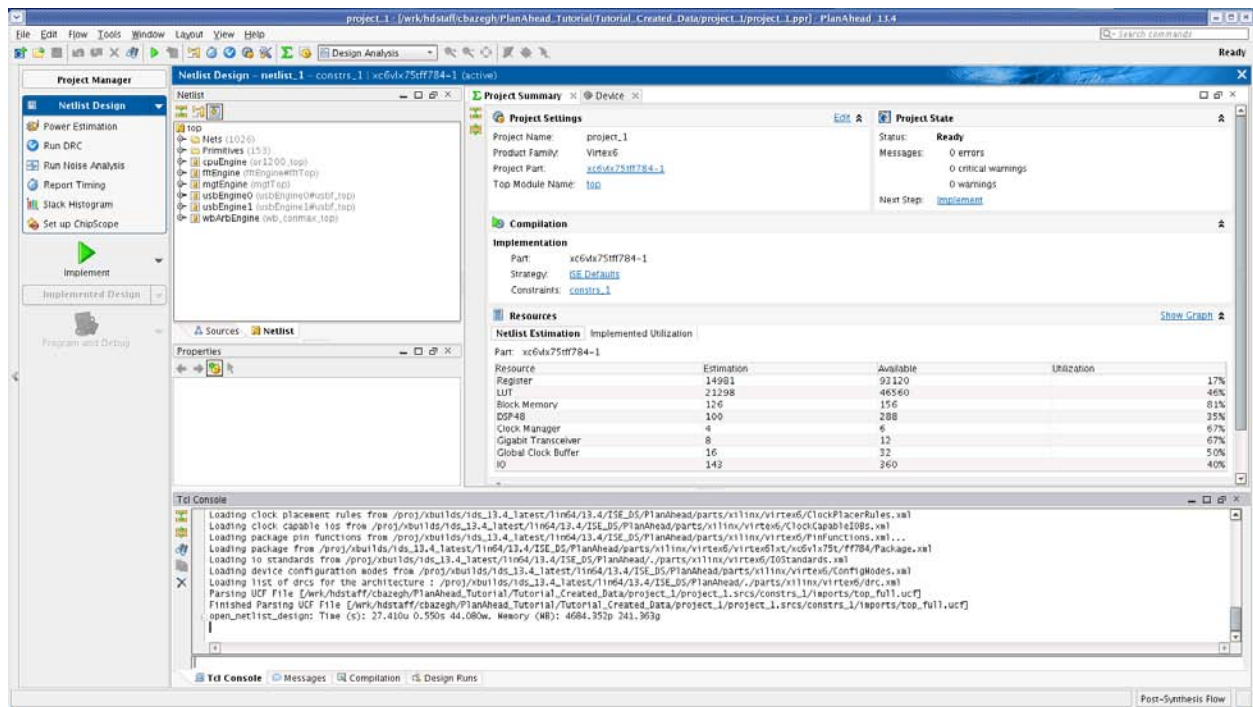 project_1 - [/wrk/hdstaff/cbazegh/PlanAhead_Tutorial/Tutorial_Created_Data/project_1/project_1.ppr] - PlanAhead 13.4
File Edit Flow Tools Window Layout View Help
Search commands
Design Analysis
Ready
Project Manager
Netlist Design
Power Estimation
Run DRC
Run Noise Analysis
Report Timing
Slack Histogram
Set up ChipScope
Implement
Implemented Design
Program and Debug
Netlist Design - netlist_1 - constrs_1 | xc6vlx75tff784-1 (active)
Netlist
top
Nets (1026)
Primitives (153)
cpuEngine (or1200_top)
fftEngine (fftEngine#fftTop)
mgtEngine (mgtTop)
usbEngine0 (usbEngine0#usbf_top)
usbEngine1 (usbEngine1#usbf_top)
wbArbEngine (wb_conmax_top)
Sources Netlist
Properties
Project Summary Device
Project Settings Edit
Project Name: project_1
Product Family: Virtex6
Project Part: xc6vlx75tff784-1
Top Module Name: top
Project State
Status: Ready
Messages: 0 errors
0 critical warnings
0 warnings
Next Step: Implement
Compilation
Implementation
Part: xc6vlx75tff784-1
Strategy: ISE Defaults
Constraints: constrs_1
Resources Show Graph
Netlist Estimation Implemented Utilization
Part: xc6vlx75tff784-1
Resource Estimation Available Utilization
Register 14981 93120 17%
LUT 21298 46560 46%
Block Memory 126 156 81%
DSP48 100 288 35%
Clock Manager 4 6 67%
Gigabit Transceiver 8 12 67%
Global Clock Buffer 16 32 50%
IO 143 360 40%
Tcl Console
Loading clock placement rules from /proj/xbuilds/ids_13.4_latest/lin64/13.4/ISE_DS/PlanAhead/parts/xilinx/virtex6/ClockPlacerRules.xml
Loading clock capable ios from /proj/xbuilds/ids_13.4_latest/lin64/13.4/ISE_DS/PlanAhead/parts/xilinx/virtex6/ClockCapableIOBs.xml
Loading package pin functions from /proj/xbuilds/ids_13.4_latest/lin64/13.4/ISE_DS/PlanAhead/parts/xilinx/virtex6/PinFunctions.xml...
Loading package from /proj/xbuilds/ids_13.4_latest/lin64/13.4/ISE_DS/PlanAhead/parts/xilinx/virtex6/virtex6lxt/xc6vlx75t/ff784/Package.xml
Loading io standards from /proj/xbuilds/ids_13.4_latest/lin64/13.4/ISE_DS/PlanAhead/./parts/xilinx/virtex6/IOStandards.xml
Loading device configuration modes from /proj/xbuilds/ids_13.4_latest/lin64/13.4/ISE_DS/PlanAhead/parts/xilinx/virtex6/ConfigModes.xml
Loading list of drcs for the architecture : /proj/xbuilds/ids_13.4_latest/lin64/13.4/ISE_DS/PlanAhead/./parts/xilinx/virtex6/drc.xml
Parsing UCF File [/wrk/hdstaff/cbazegh/PlanAhead_Tutorial/Tutorial_Created_Data/project_1/project_1.srcs/constrs_1/imports/top_full.ucf]
Finished Parsing UCF File [/wrk/hdstaff/cbazegh/PlanAhead_Tutorial/Tutorial_Created_Data/project_1/project_1.srcs/constrs_1/imports/top_full.ucf]
open_netlist_design: Time (s): 27.410u 0.550s 44.080w. Memory (MB): 4684.352p 241.363g
Tcl Console Messages Compilation Design Runs
Post-Synthesis Flow